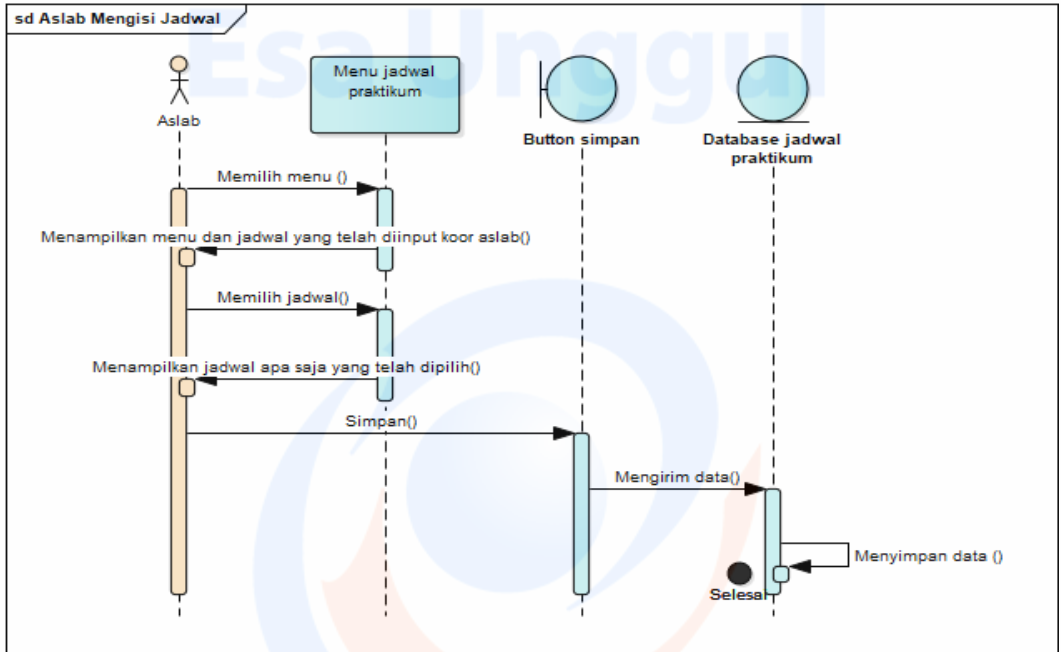 sd Aslab Mengisi Jadwal
Esa Unggul
Aslab
Menu jadwal
praktikum
Button simpan
Database jadwal
praktikum
Memilih menu ()
Menampilkan menu dan jadwal yang telah diinput koor aslab()
Memilih jadwal()
Menampilkan jadwal apa saja yang telah dipilih()
Simpan()
Mengirim data()
Menyimpan data ()
Selesai